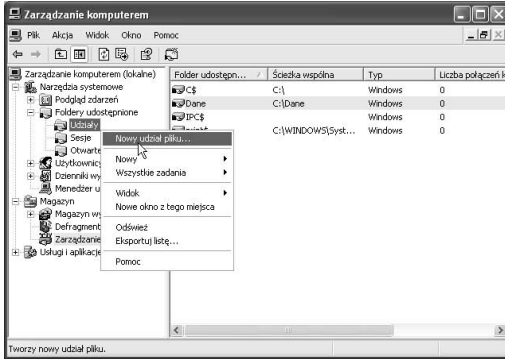 Zarządzanie komputerem
Plik Akcja Widok Okno Pomoc
Zarządzanie komputerem (lokalne)
Narzędzia systemowe
Podgląd zdarzeń
Foldery udostępnione
Udziały
Sesje
Otwarte
Użytkownicy
Dzienniki wy
Menedżer u
Magazyn
Magazyn wy
Defragment
Zarządzanie
Usługi i aplikacje
Folder udostępn... Ścieżka wspólna Typ Liczba połączeń k
C$ C:\ Windows 0
Dane C:\Dane Windows 0
IPC$ Windows 0
C:\WINDOWS\Syst... Windows 0
Nowy udział pliku...
Nowy
Wszystkie zadania
Widok
Nowe okno z tego miejsca
Odśwież
Eksportuj listę...
Pomoc
Tworzy nowy udział pliku.